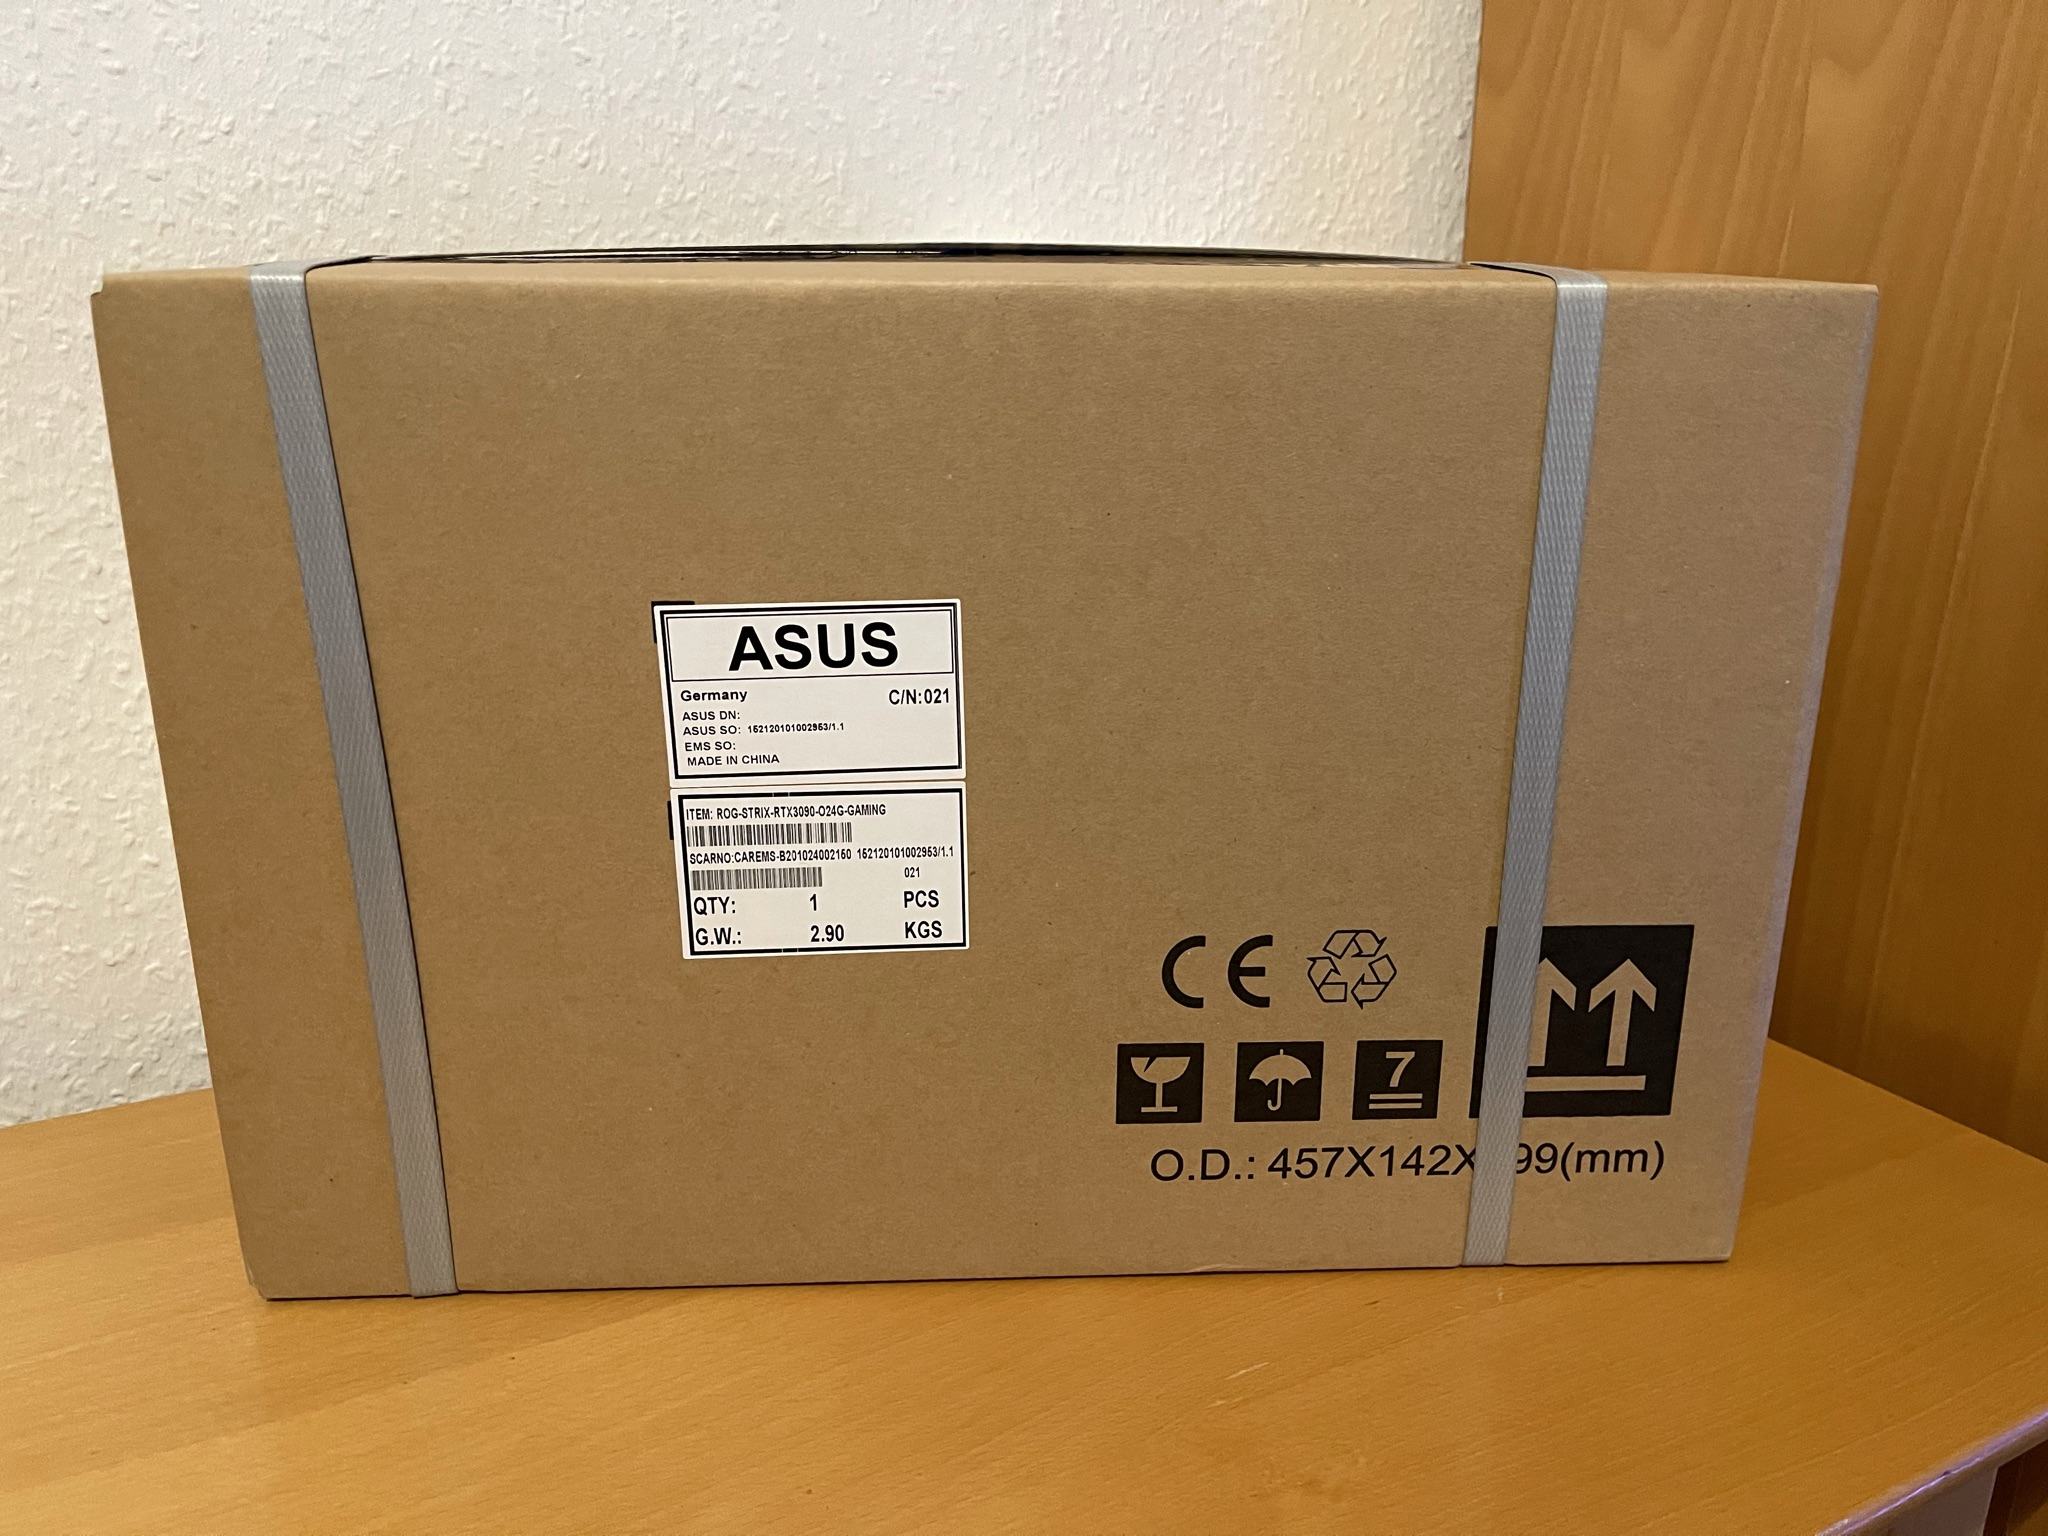 ASUS
Germany C/N:021
ASUS DN:
ASUS SO: 152120101002953/1.1
EMS SO:
MADE IN CHINA
ITEM: ROG-STRIX-RTX3090-O24G-GAMING
SCARNO:CAREMS-B201024002150 152120101002953/1.1
021
QTY: 1 PCS
G.W.: 2.90 KGS
CE
7
O.D.: 457X142X 99(mm)